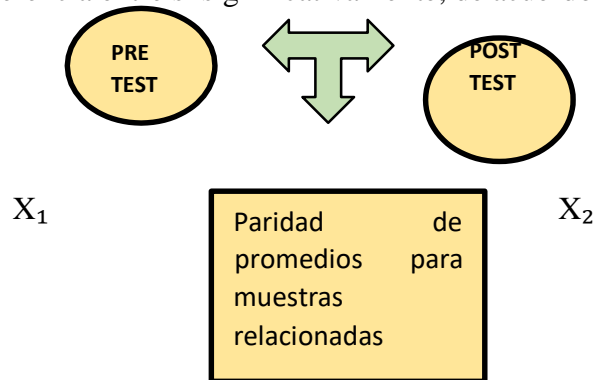 PRE
TEST
POST
TEST
X₁
X₂
Paridad de
promedios para
muestras
relacionadas